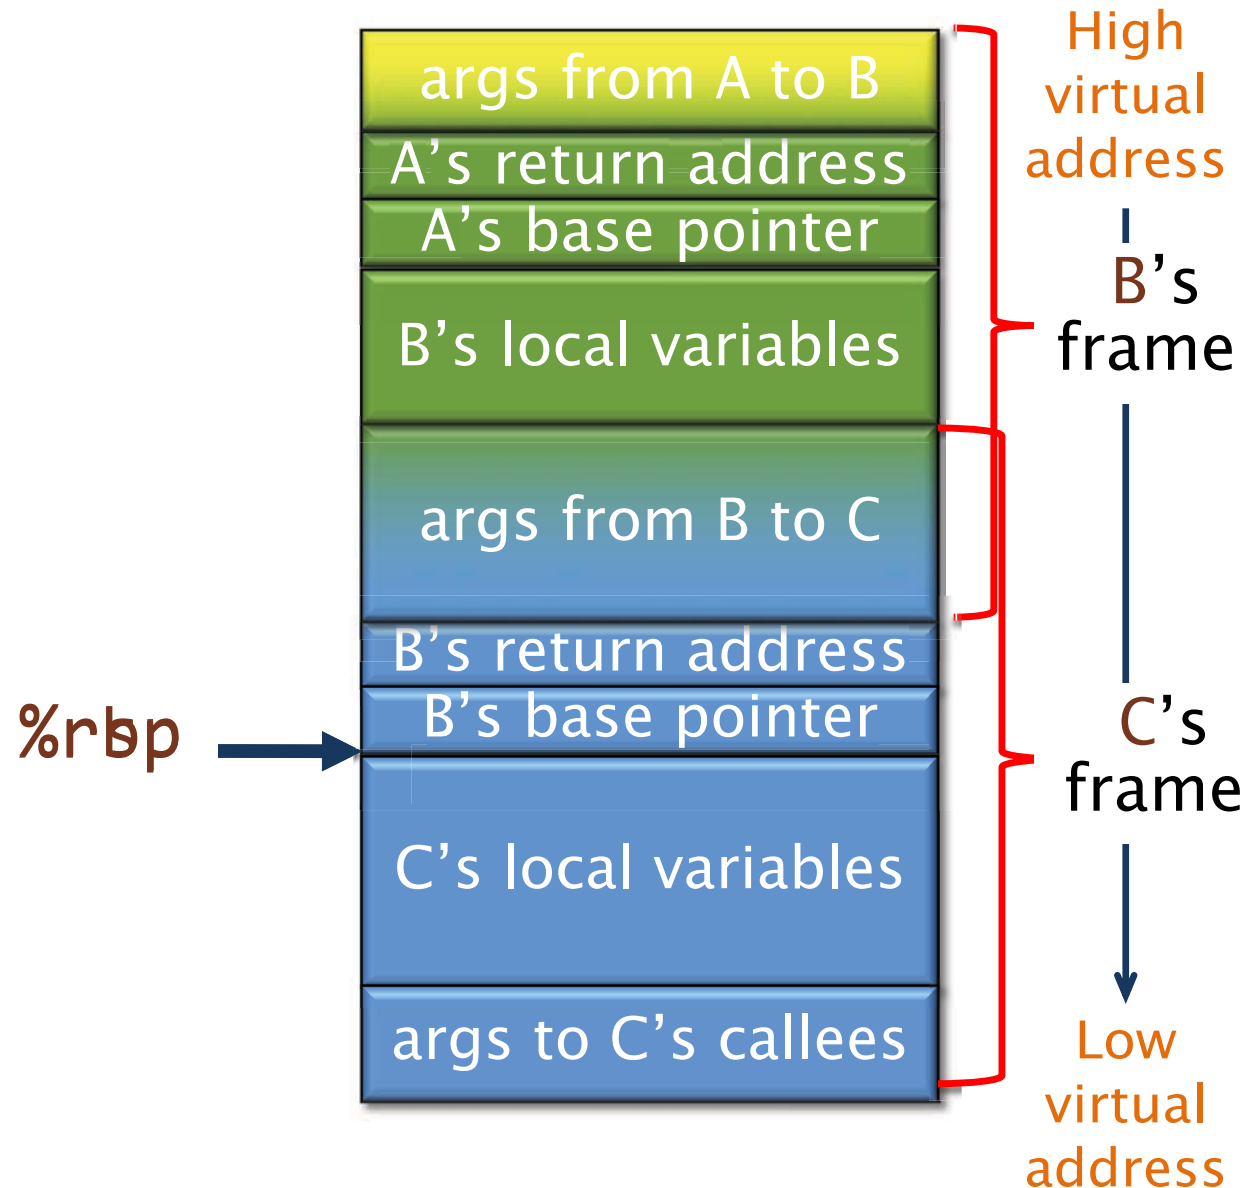 args from A to B
A’s return address
A’s base pointer
B’s local variables
args from B to C
B’s return address
B’s base pointer
C’s local variables
args to C’s callees
High
virtual
address
B’s
frame
C’s
frame
Low
virtual
address